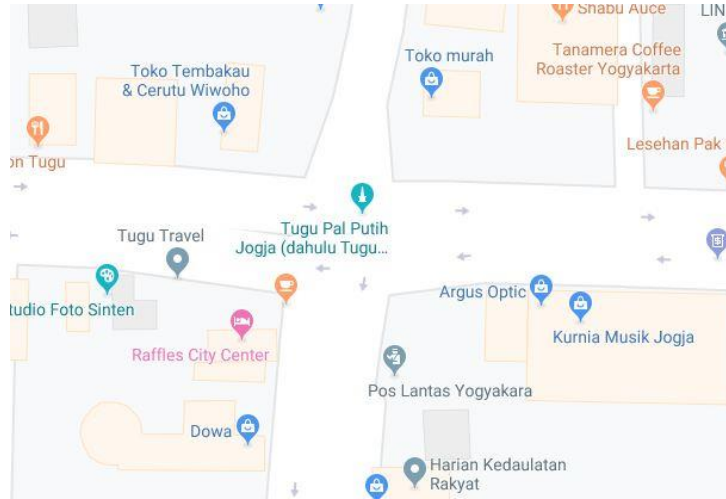 Shabu Auce
LIN
Toko Tembakau
& Cerutu Wiwoho
Toko murah
Tanamera Coffee
Roaster Yogyakarta
on Tugu
Lesehan Pak
Tugu Pal Putih
Jogja (dahulu Tugu...
Tugu Travel
tudio Foto Sinten
Argus Optic
Kurnia Musik Jogja
Raffles City Center
Pos Lantas Yogyakara
Dowa
Harian Kedaulatan
Rakyat